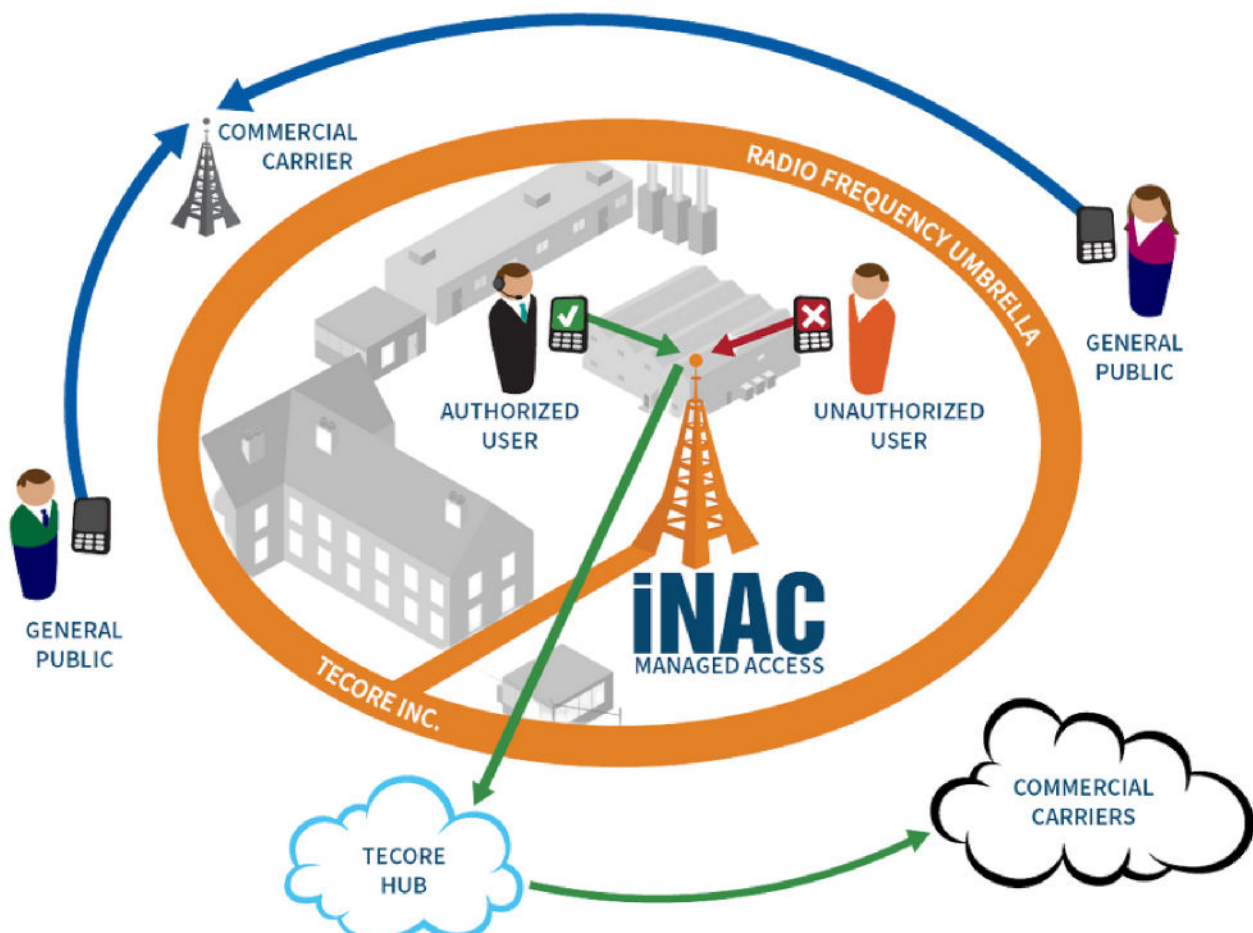 COMMERCIAL
CARRIER
RADIO FREQUENCY UMBRELLA
GENERAL
PUBLIC
AUTHORIZED
USER
UNAUTHORIZED
USER
GENERAL
PUBLIC
iNAC
MANAGED ACCESS
TECORE INC.
TECORE
HUB
COMMERCIAL
CARRIERS